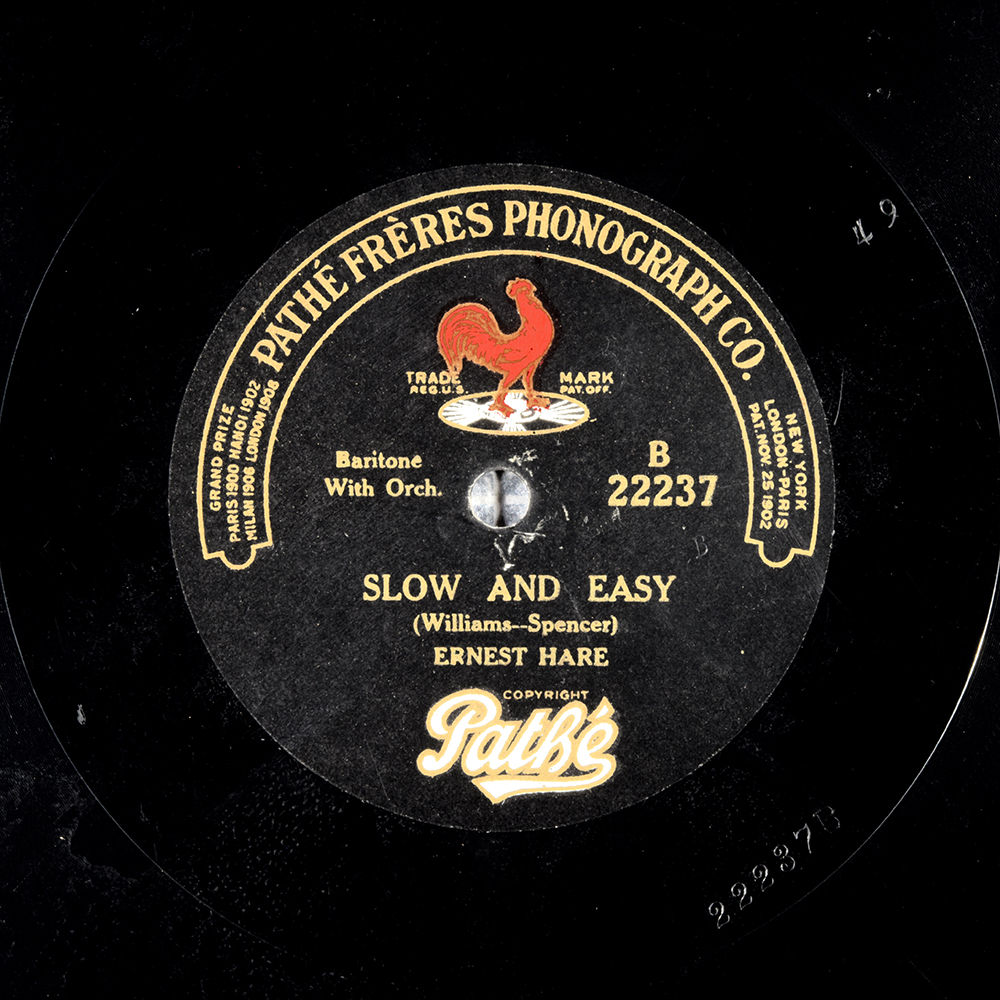 PATHÉ FRÈRES PHONOGRAPH CO.
GRAND PRIZE
PARIS 1900 HANOI 1902
MILAN 1906 LONDON 1908
NEW YORK
LONDON-PARIS
PAT. NOV. 25 1902
TRADE MARK
REG. U.S. PAT. OFF.
Baritone
With Orch.
B
22237
B
SLOW AND EASY
(Williams--Spencer)
ERNEST HARE
COPYRIGHT
Pathé
49
22237B